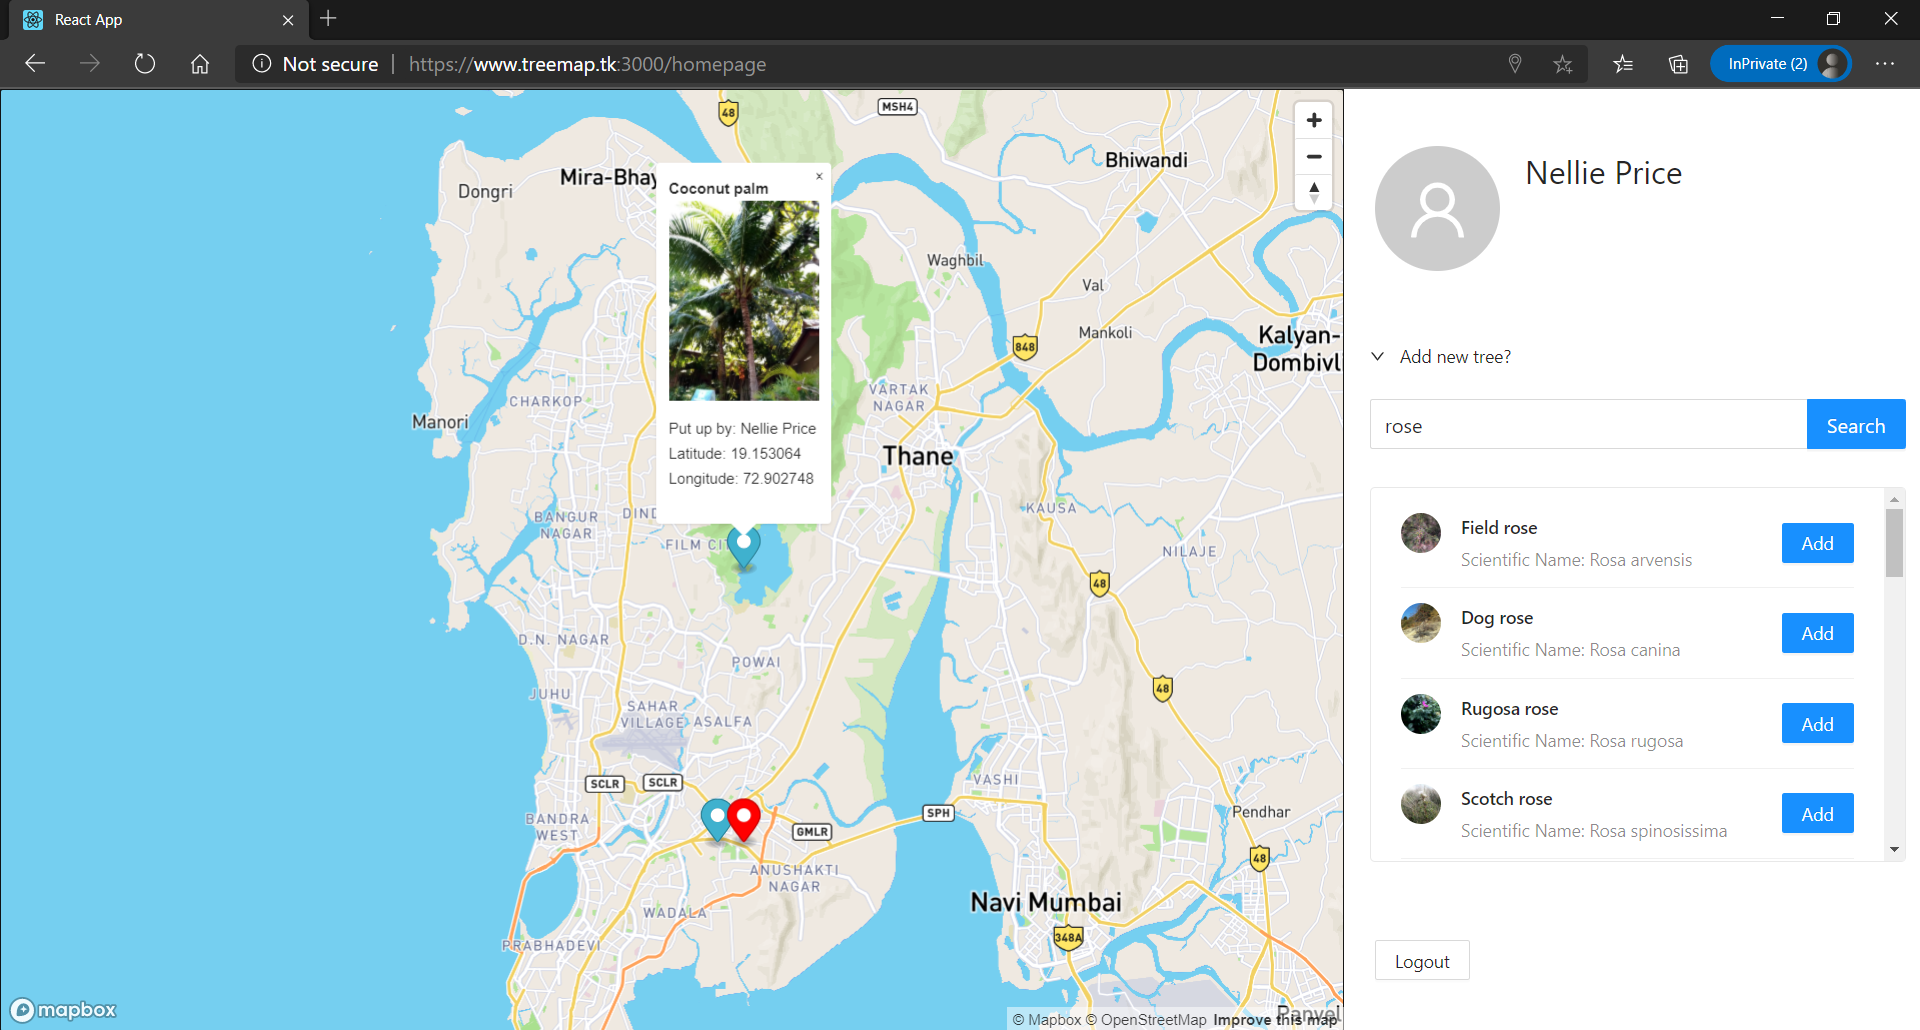 React App
Not secure
https://www.treemap.tk:3000/homepage
InPrivate (2)
48
MSH4
Mira-Bhay
Bhiwandi
Dongri
Coconut palm
Put up by: Nellie Price
Latitude: 19.153064
Longitude: 72.902748
Waghbil
Val
Mankoli
848
Kalyan-
Dombivl
VARTAK
NAGAR
CHARKOP
Manori
Thane
BANGUR
NAGAR
DIND
KAUSA
FILM CIT
NILAJE
48
D.N. NAGAR
POWAI
JUHU
48
SAHAR
VILLAGE
ASALFA
SCLR
SCLR
VASHI
BANDRA
WEST
GMLR
SPH
Pendhar
ANUSHAKTI
NAGAR
48
WADALA
Navi Mumbai
348A
PRABHADEVI
Panvel
mapbox
© Mapbox © OpenStreetMap Improve this map
Nellie Price
Add new tree?
rose
Search
Field rose
Scientific Name: Rosa arvensis
Add
Dog rose
Scientific Name: Rosa canina
Add
Rugosa rose
Scientific Name: Rosa rugosa
Add
Scotch rose
Scientific Name: Rosa spinosissima
Add
Logout